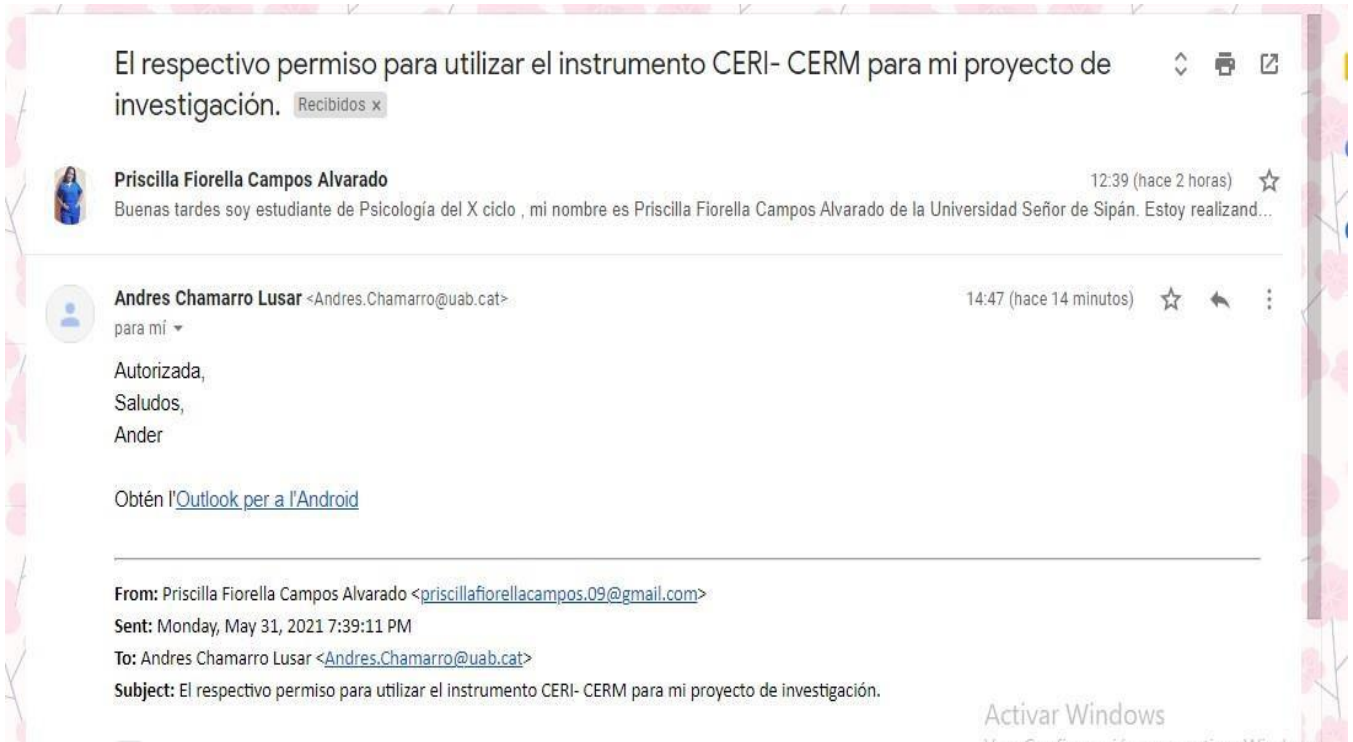 El respectivo permiso para utilizar el instrumento CERI- CERM para mi proyecto de
investigación. Recibidos x
Priscilla Fiorella Campos Alvarado 12:39 (hace 2 horas)
Buenas tardes soy estudiante de Psicología del X ciclo , mi nombre es Priscilla Fiorella Campos Alvarado de la Universidad Señor de Sipán. Estoy realizand...
Andres Chamarro Lusar <Andres.Chamarro@uab.cat> 14:47 (hace 14 minutos)
para mí
Autorizada,
Saludos,
Ander
Obtén l'Outlook per a l'Android
From: Priscilla Fiorella Campos Alvarado <priscillafiorellacampos.09@gmail.com>
Sent: Monday, May 31, 2021 7:39:11 PM
To: Andres Chamarro Lusar <Andres.Chamarro@uab.cat>
Subject: El respectivo permiso para utilizar el instrumento CERI- CERM para mi proyecto de investigación.
Activar Windows